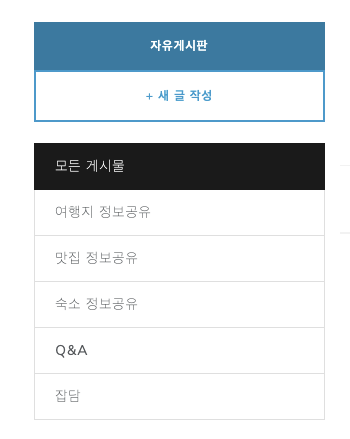 자유게시판
+ 새 글 작성
모든 게시물
여행지 정보공유
맛집 정보공유
숙소 정보공유
Q&A
잡담